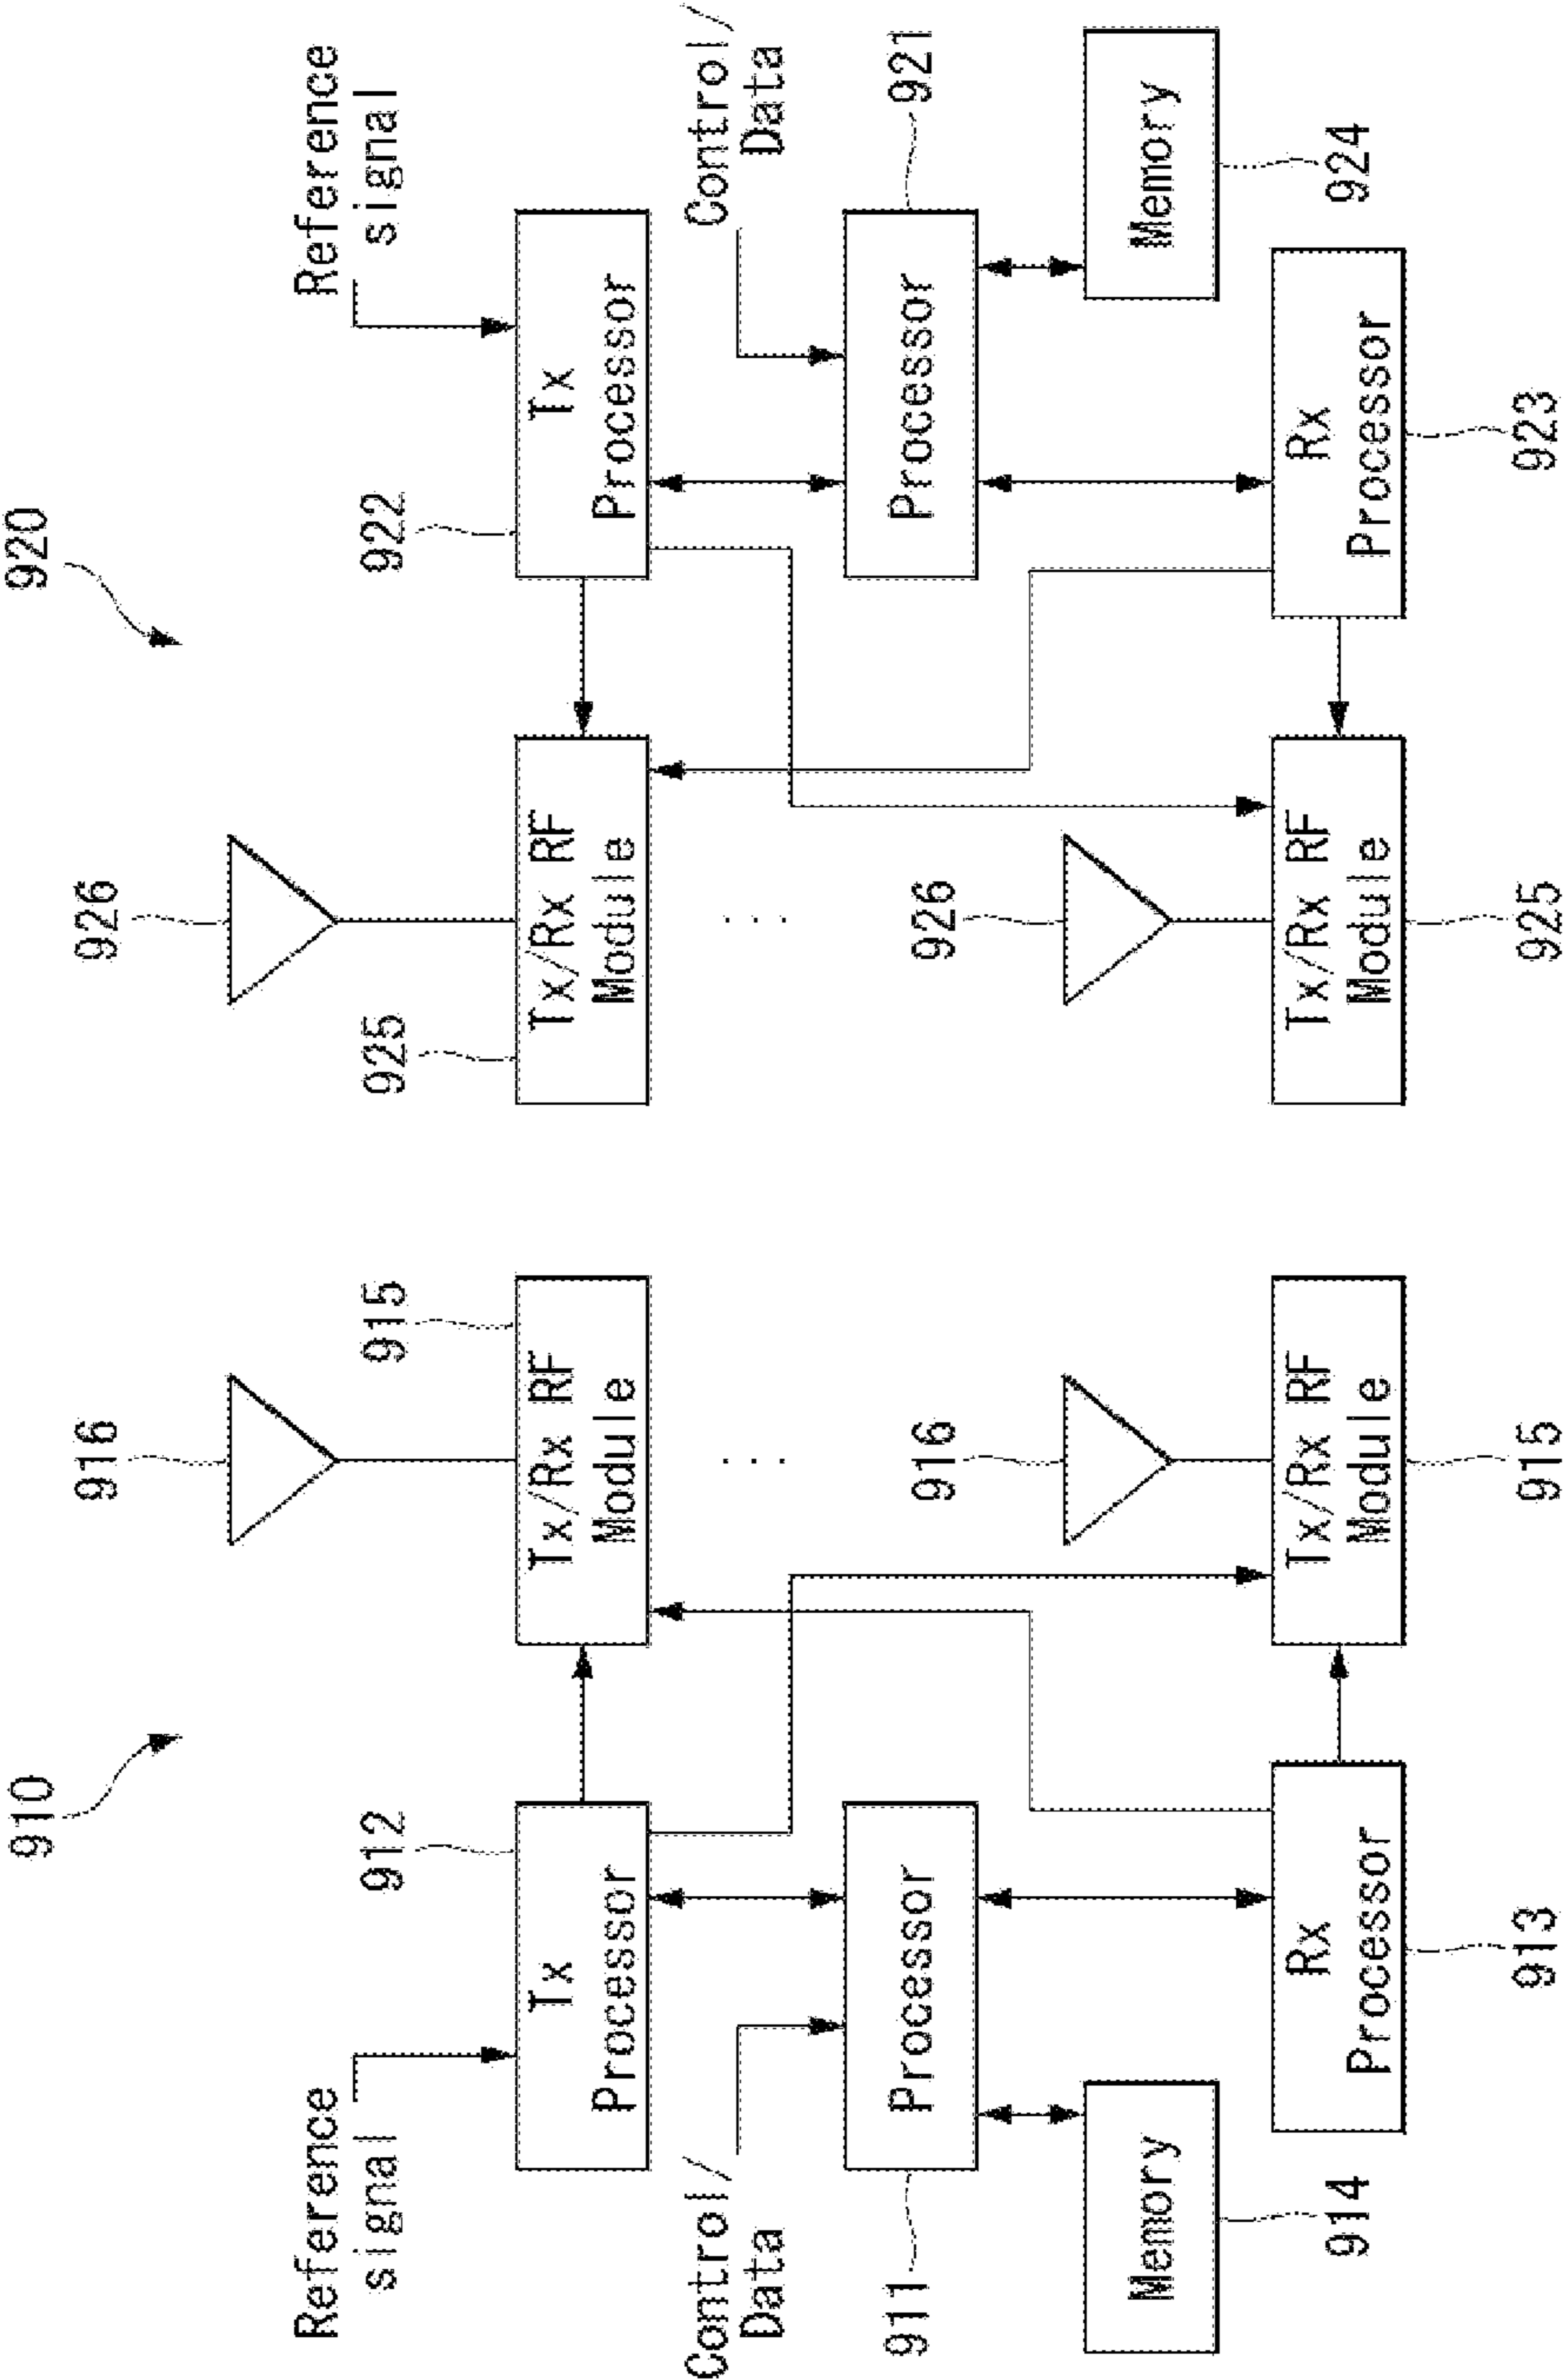 910
920
916
926
Reference
signal
912
915
925
922
Reference
signal
Tx
Processor
Tx/Rx RF
Module
Tx/Rx RF
Module
Tx
Processor
Control/
Data
Control/
Data
911
Processor
Processor
921
916
926
Memory
Memory
914
924
Rx
Processor
Tx/Rx RF
Module
Tx/Rx RF
Module
Rx
Processor
913
915
925
923